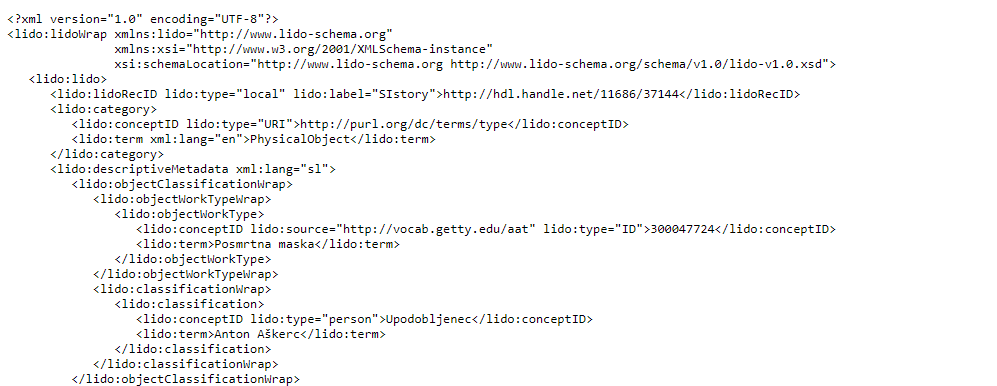 <?xml version="1.0" encoding="UTF-8"?>
<lido:lidoWrap xmlns:lido="http://www.lido-schema.org"
xmlns:xsi="http://www.w3.org/2001/XMLSchema-instance"
xsi:schemaLocation="http://www.lido-schema.org http://www.lido-schema.org/schema/v1.0/lido-v1.0.xsd">
<lido:lido>
<lido:lidoRecID lido:type="local" lido:label="SIstory">http://hdl.handle.net/11686/37144</lido:lidoRecID>
<lido:category>
<lido:conceptID lido:type="URI">http://purl.org/dc/terms/type</lido:conceptID>
<lido:term xml:lang="en">PhysicalObject</lido:term>
</lido:category>
<lido:descriptiveMetadata xml:lang="sl">
<lido:objectClassificationWrap>
<lido:objectWorkTypeWrap>
<lido:objectWorkType>
<lido:conceptID lido:source="http://vocab.getty.edu/aat" lido:type="ID">300047724</lido:conceptID>
<lido:term>Posmrtna maska</lido:term>
</lido:objectWorkType>
</lido:objectWorkTypeWrap>
<lido:classificationWrap>
<lido:classification>
<lido:conceptID lido:type="person">Upodobljenec</lido:conceptID>
<lido:term>Anton Aškerc</lido:term>
</lido:classification>
</lido:classificationWrap>
</lido:objectClassificationWrap>